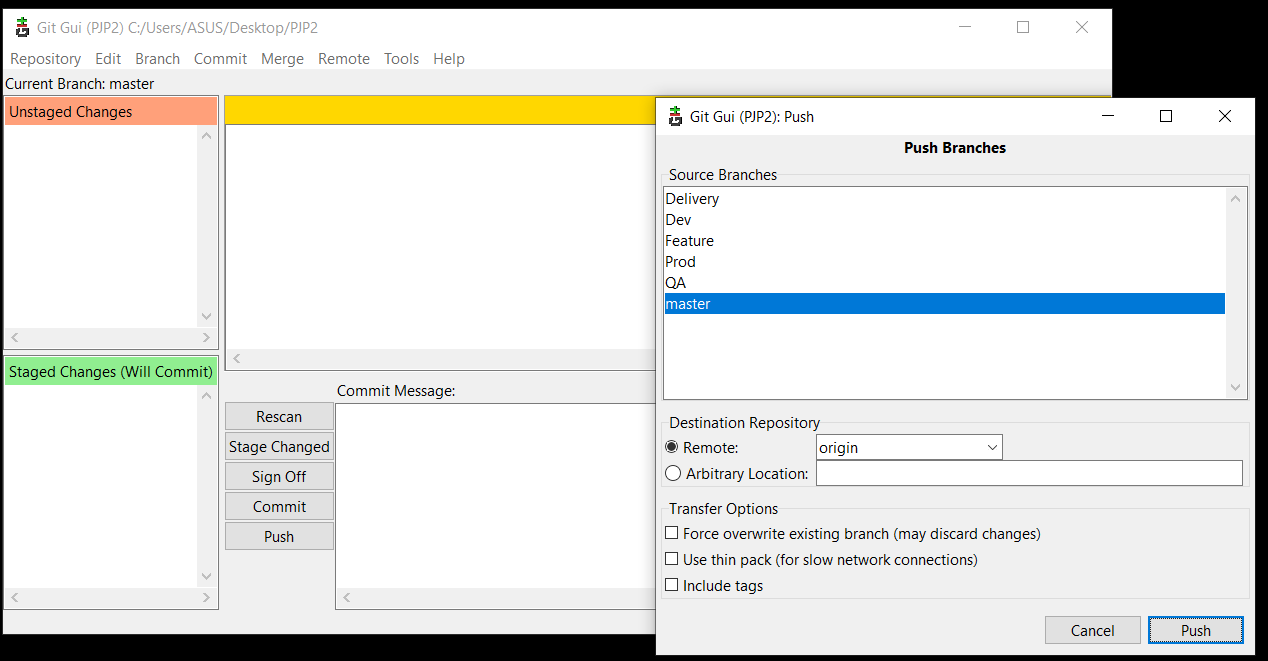 Git Gui (PJP2) C:/Users/ASUS/Desktop/PJP2
Repository Edit Branch Commit Merge Remote Tools Help
Current Branch: master
Unstaged Changes
Staged Changes (Will Commit)
Commit Message:
Rescan
Stage Changed
Sign Off
Commit
Push
Git Gui (PJP2): Push
Push Branches
Source Branches
Delivery
Dev
Feature
Prod
QA
master
Destination Repository
Remote: origin
Arbitrary Location:
Transfer Options
Force overwrite existing branch (may discard changes)
Use thin pack (for slow network connections)
Include tags
Cancel Push